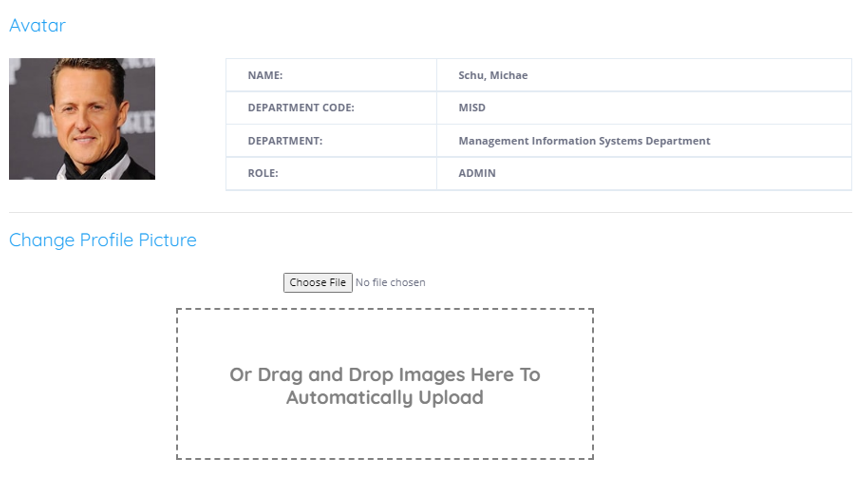 Avatar
NAME: Schu, Michae
DEPARTMENT CODE: MISD
DEPARTMENT: Management Information Systems Department
ROLE: ADMIN
Change Profile Picture
Choose File No file chosen
Or Drag and Drop Images Here To
Automatically Upload